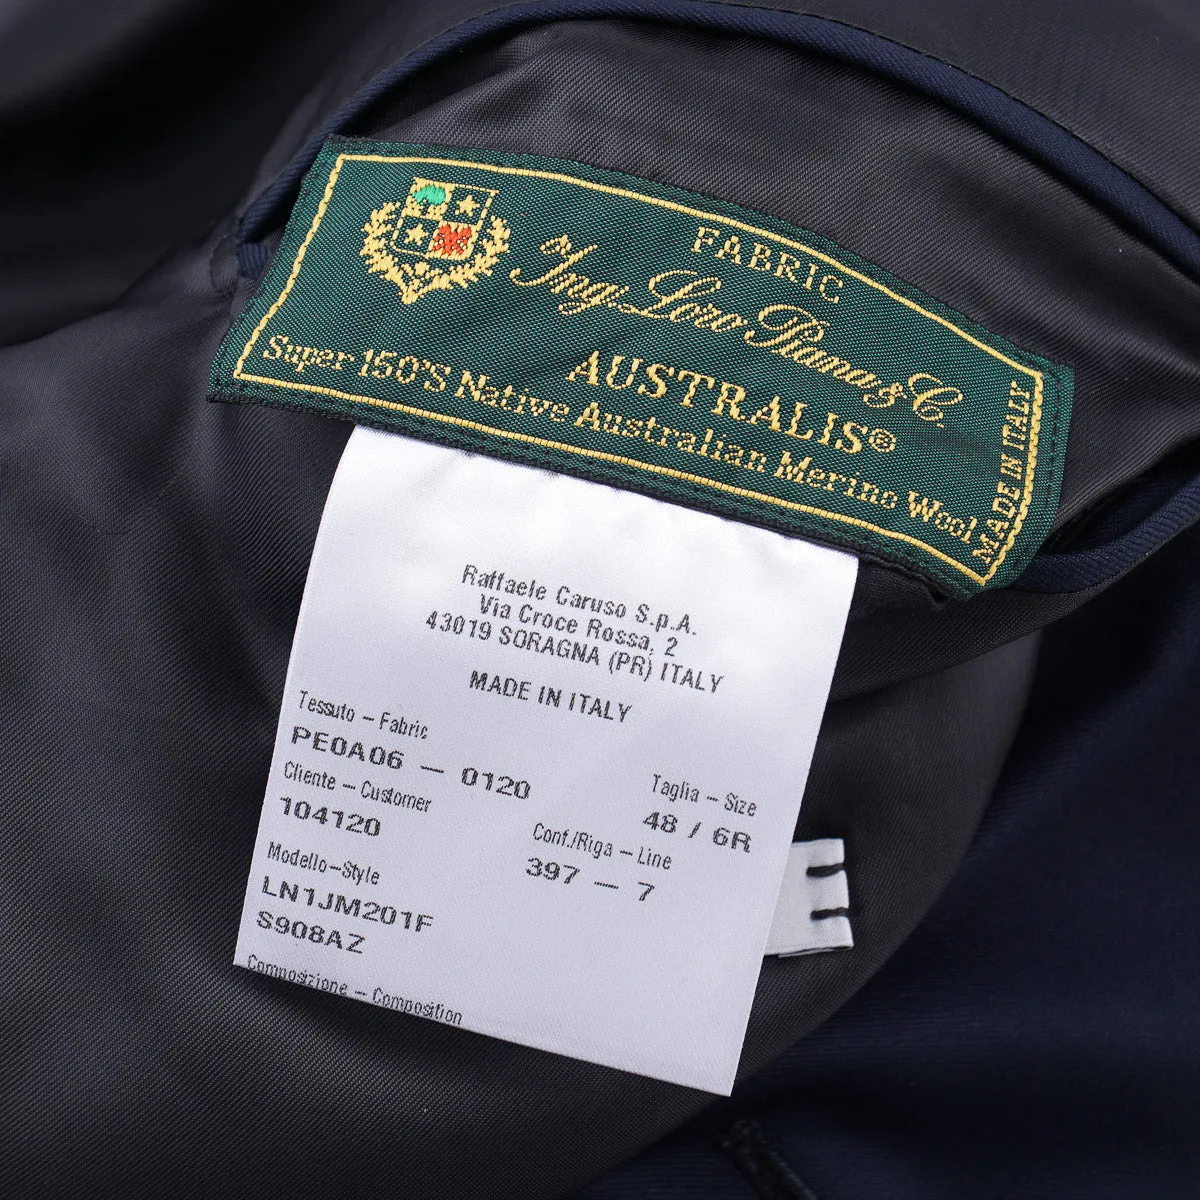 FABRIC
Ing. Loro Piana & C.
AUSTRALIS®
Super 150'S Native Australian Merino Wool
MADE IN ITALY
Raffaele Caruso S.p.A.
Via Croce Rossa, 2
43019 SORAGNA (PR) ITALY
MADE IN ITALY
Tessuto – Fabric
PE0A06 – 0120
Taglia – Size
48 / 6R
Cliente – Customer
104120
Conf./Riga – Line
397 – 7
Modello–Style
LN1JM201F
S908AZ
Composizione – Composition